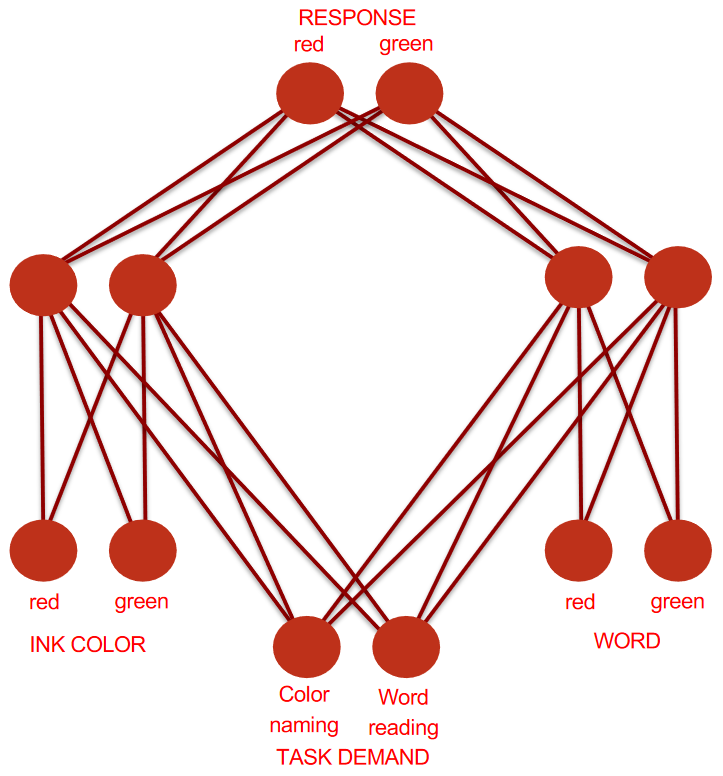 RESPONSE
red green
red green red green
INK COLOR WORD
Color Word
naming reading
TASK DEMAND